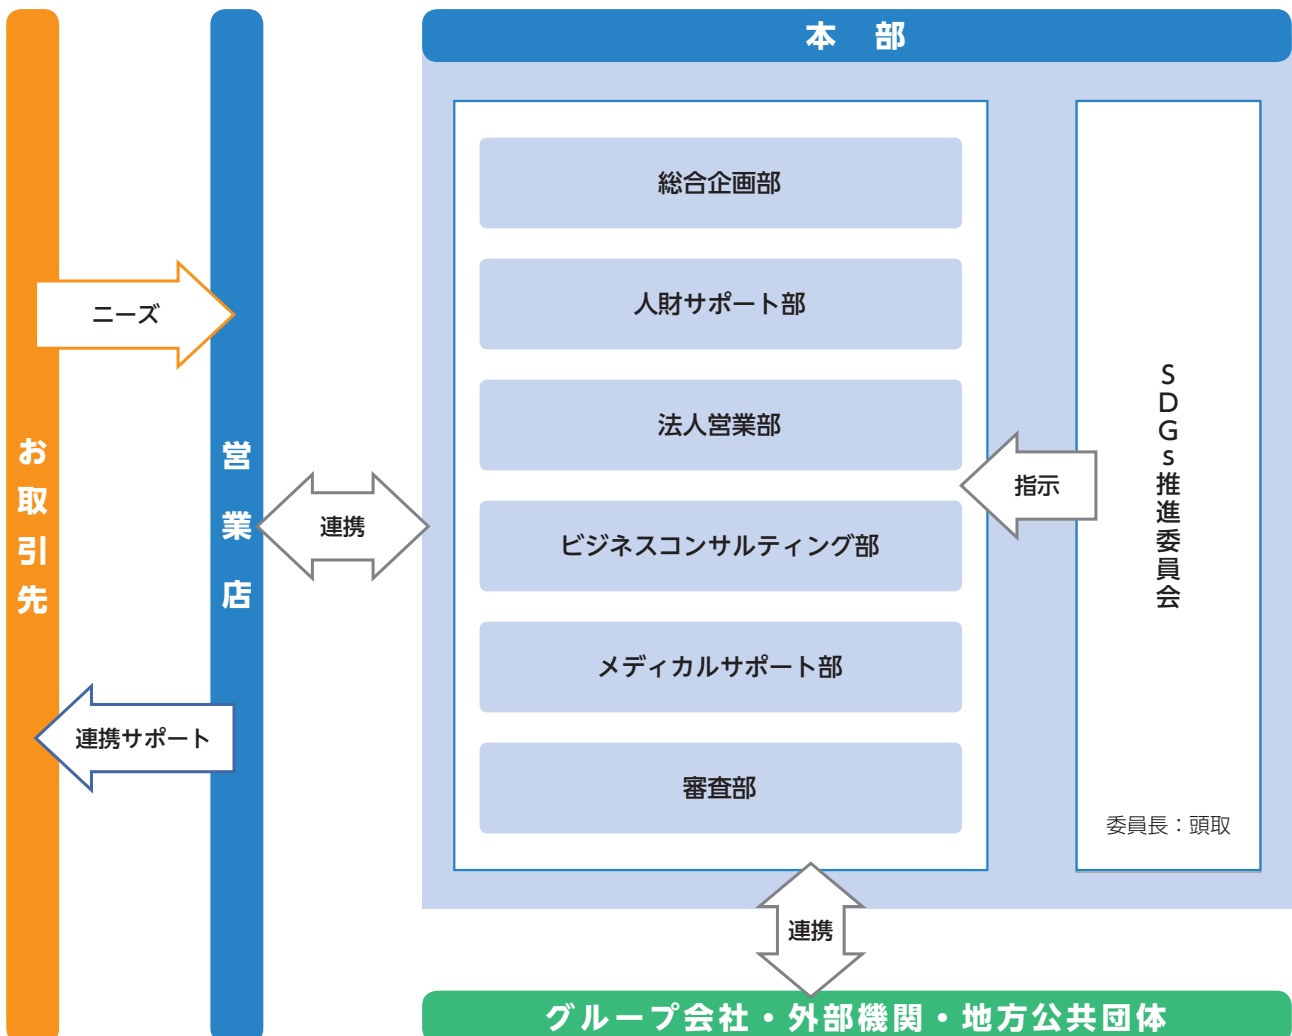 お取引先
営業店
本 部
ニーズ
連携
連携サポート
総合企画部
人財サポート部
法人営業部
ビジネスコンサルティング部
メディカルサポート部
審査部
指示
SDGs推進委員会
委員長：頭取
連携
グループ会社・外部機関・地方公共団体